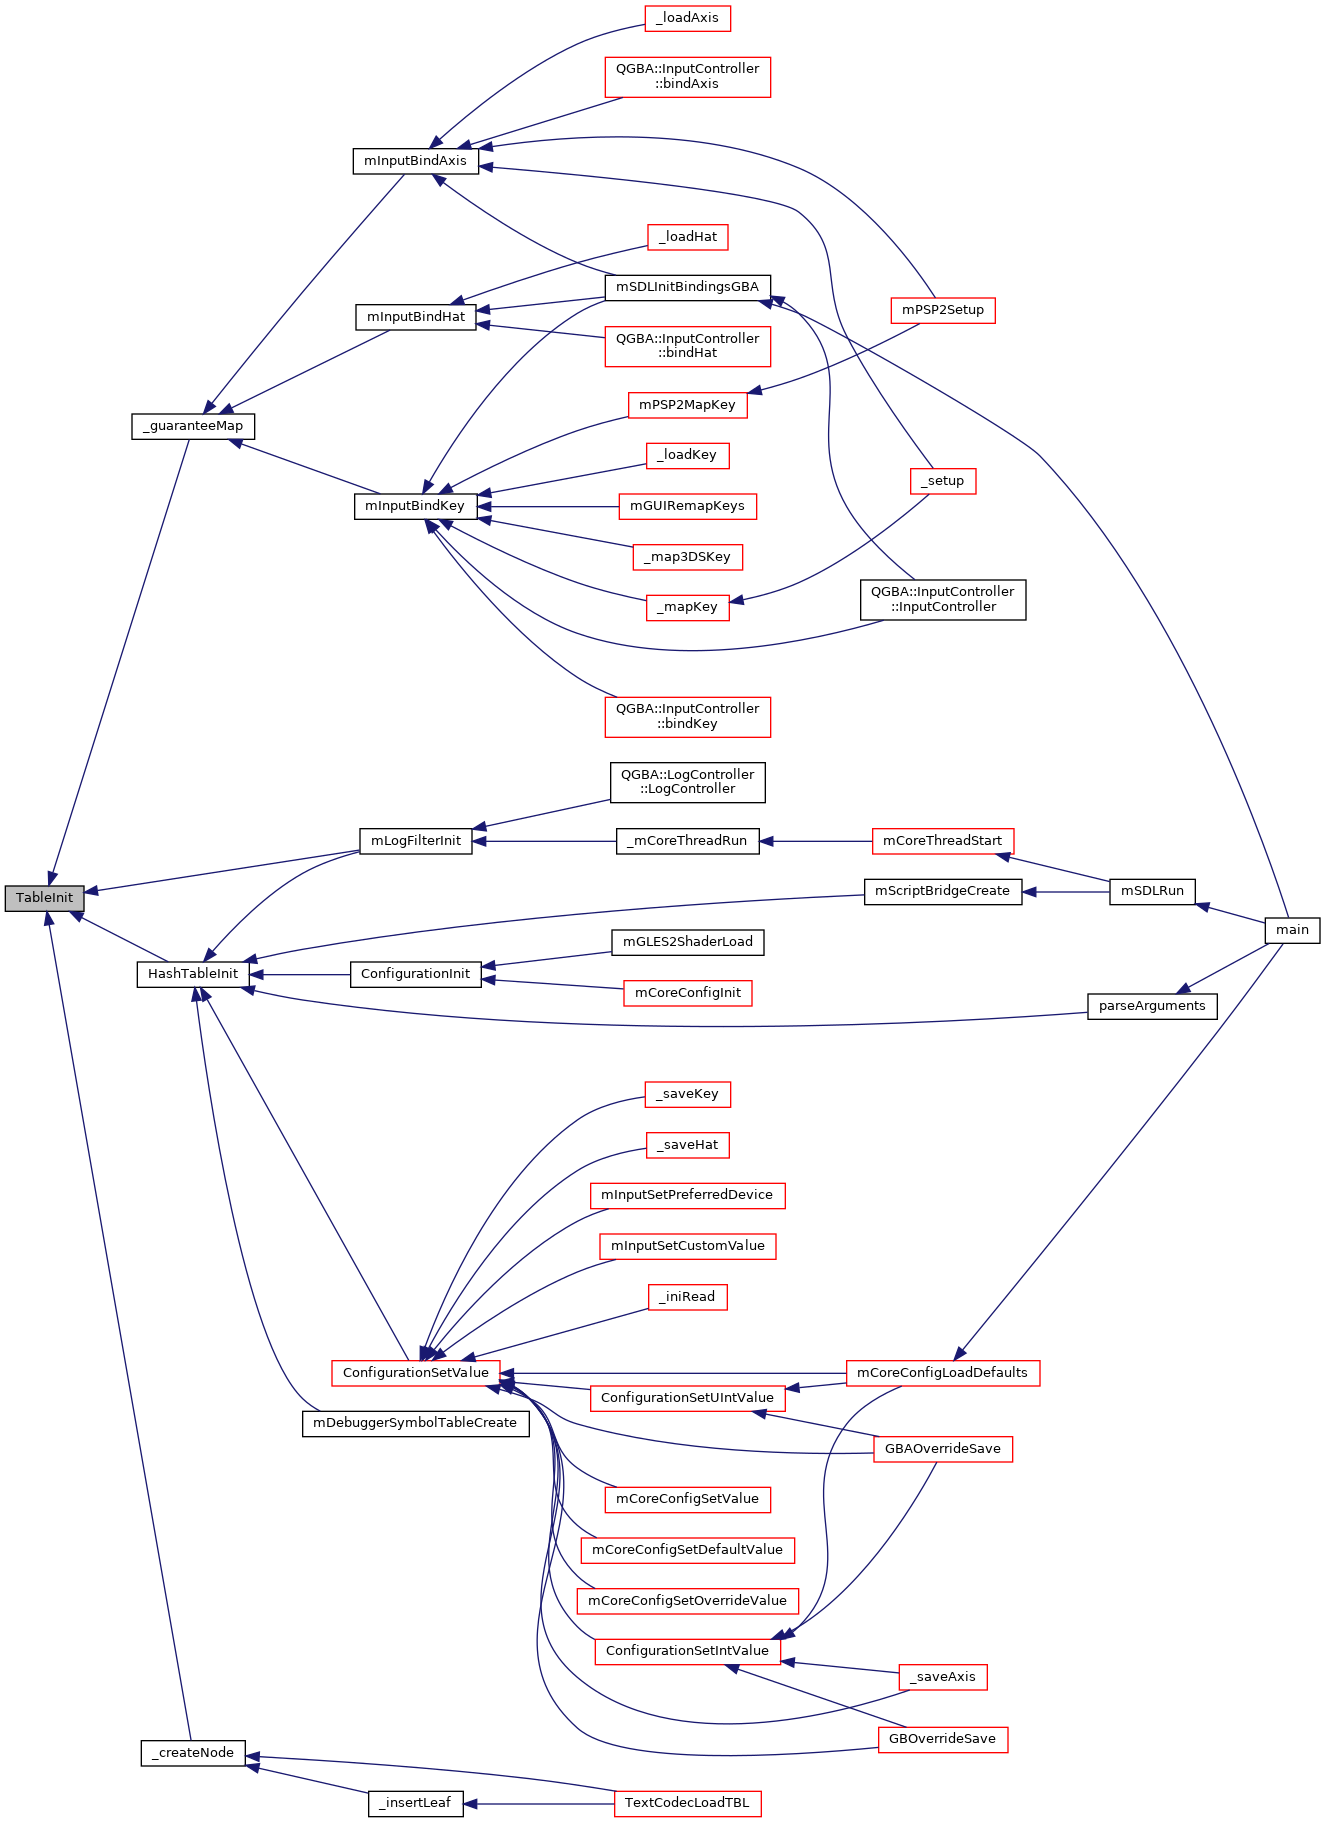 _loadAxis
QGBA::InputController
::bindAxis
mInputBindAxis
_loadHat
mSDLInitBindingsGBA
mPSP2Setup
mInputBindHat
QGBA::InputController
::bindHat
mPSP2MapKey
_guaranteeMap
_loadKey
_setup
mInputBindKey
mGUIRemapKeys
_map3DSKey
_mapKey
QGBA::InputController
::InputController
QGBA::InputController
::bindKey
QGBA::LogController
::LogController
mLogFilterInit
_mCoreThreadRun
mCoreThreadStart
TableInit
mScriptBridgeCreate
mSDLRun
main
mGLES2ShaderLoad
HashTableInit
ConfigurationInit
mCoreConfigInit
parseArguments
_saveKey
_saveHat
mInputSetPreferredDevice
mInputSetCustomValue
_iniRead
ConfigurationSetValue
mCoreConfigLoadDefaults
ConfigurationSetUIntValue
mDebuggerSymbolTableCreate
GBAOverrideSave
mCoreConfigSetValue
mCoreConfigSetDefaultValue
mCoreConfigSetOverrideValue
ConfigurationSetIntValue
_saveAxis
GBOverrideSave
_createNode
_insertLeaf
TextCodecLoadTBL